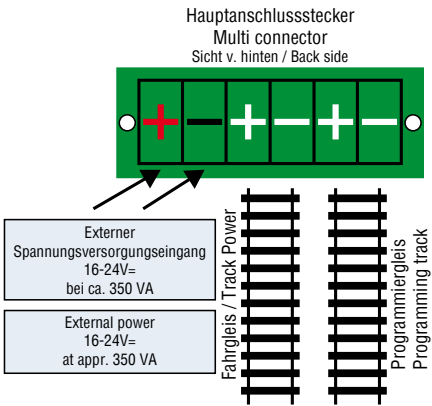 Hauptanschlussstecker
Multi connector
Sicht v. hinten / Back side
+ − + − + −
Externer
Spannungsversorgungseingang
16-24V=
bei ca. 350 VA
External power
16-24V=
at appr. 350 VA
Fahrgleis / Track Power
Programmiergleis
Programming track